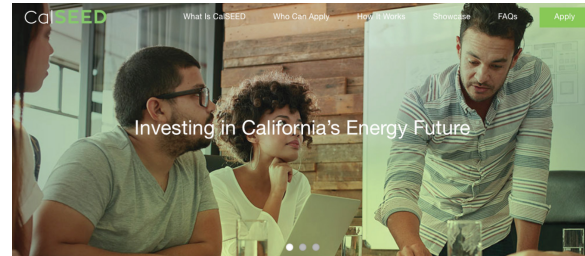 CalSEED
What Is CalSEED Who Can Apply How It Works Showcase FAQs Apply
Investing in California's Energy Future